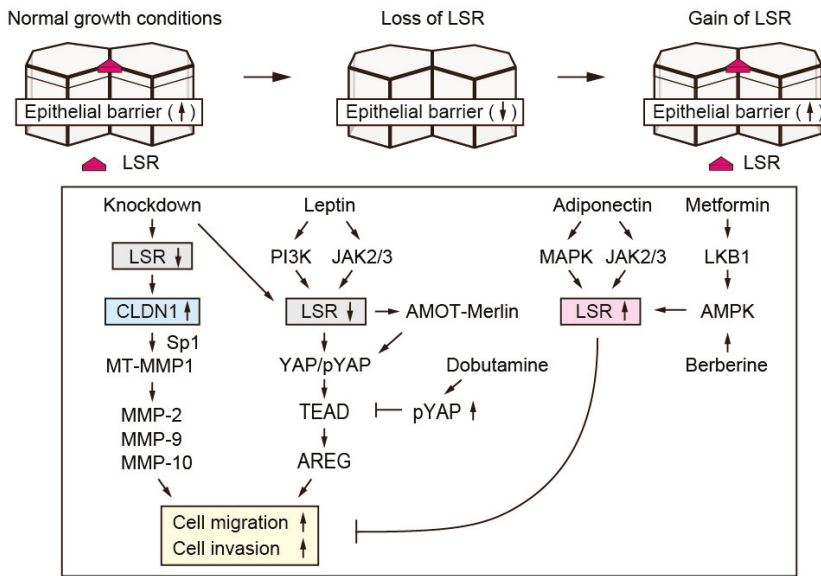 Normal growth conditions
Loss of LSR
Gain of LSR
Epithelial barrier (↑)
Epithelial barrier (↓)
Epithelial barrier (↑)
LSR
LSR
Knockdown
Leptin
Adiponectin
Metformin
LSR ↓
PI3K
JAK2/3
MAPK
JAK2/3
LKB1
CLDN1 ↑
LSR ↓
AMOT-Merlin
LSR ↑
AMPK
Sp1
MT-MMP1
YAP/pYAP
Dobutamine
Berberine
MMP-2
TEAD
pYAP ↑
MMP-9
MMP-10
AREG
Cell migration ↑
Cell invasion ↑